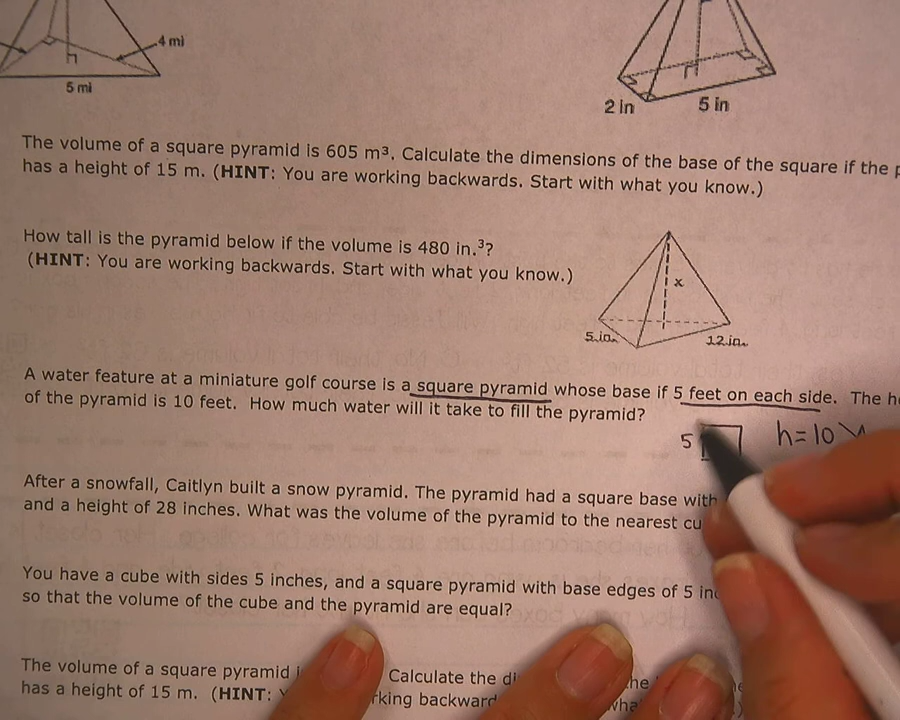 4 mi
5 mi
2 in
5 in
The volume of a square pyramid is 605 m³. Calculate the dimensions of the base of the square if the
has a height of 15 m. (HINT: You are working backwards. Start with what you know.)
How tall is the pyramid below if the volume is 480 in.³?
(HINT: You are working backwards. Start with what you know.)
x
5 in.
12 in.
A water feature at a miniature golf course is a square pyramid whose base if 5 feet on each side. The
of the pyramid is 10 feet. How much water will it take to fill the pyramid?
5
h=10
After a snowfall, Caitlyn built a snow pyramid. The pyramid had a square base with
and a height of 28 inches. What was the volume of the pyramid to the nearest
You have a cube with sides 5 inches, and a square pyramid with base edges of 5
so that the volume of the cube and the pyramid are equal?
The volume of a square pyramid Calculate the
has a height of 15 m. (HINT: